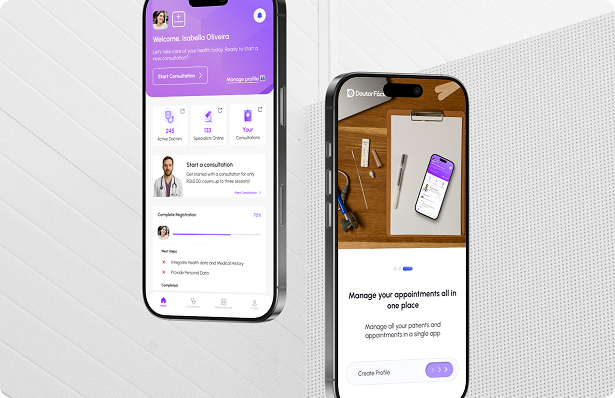 Welcome, Isabella Oliveira
Let's take care of your health today. Ready to start a
new consultation?
Start Consultation
Manage profile
245
Active Doctors
133
Specialists Online
Your
Consultations
Start a consultation
Get started with a consultation for only
R$60.00: covers up to three sessions!
Start Consultation
Complete Registration
75%
Next steps
Integrate Health data and Medical History
Provide Personal Data
Completed
Home
Doutor
Manage your appointments all in
one place
Manage all your patients and
appointments in a single app
Create Profile